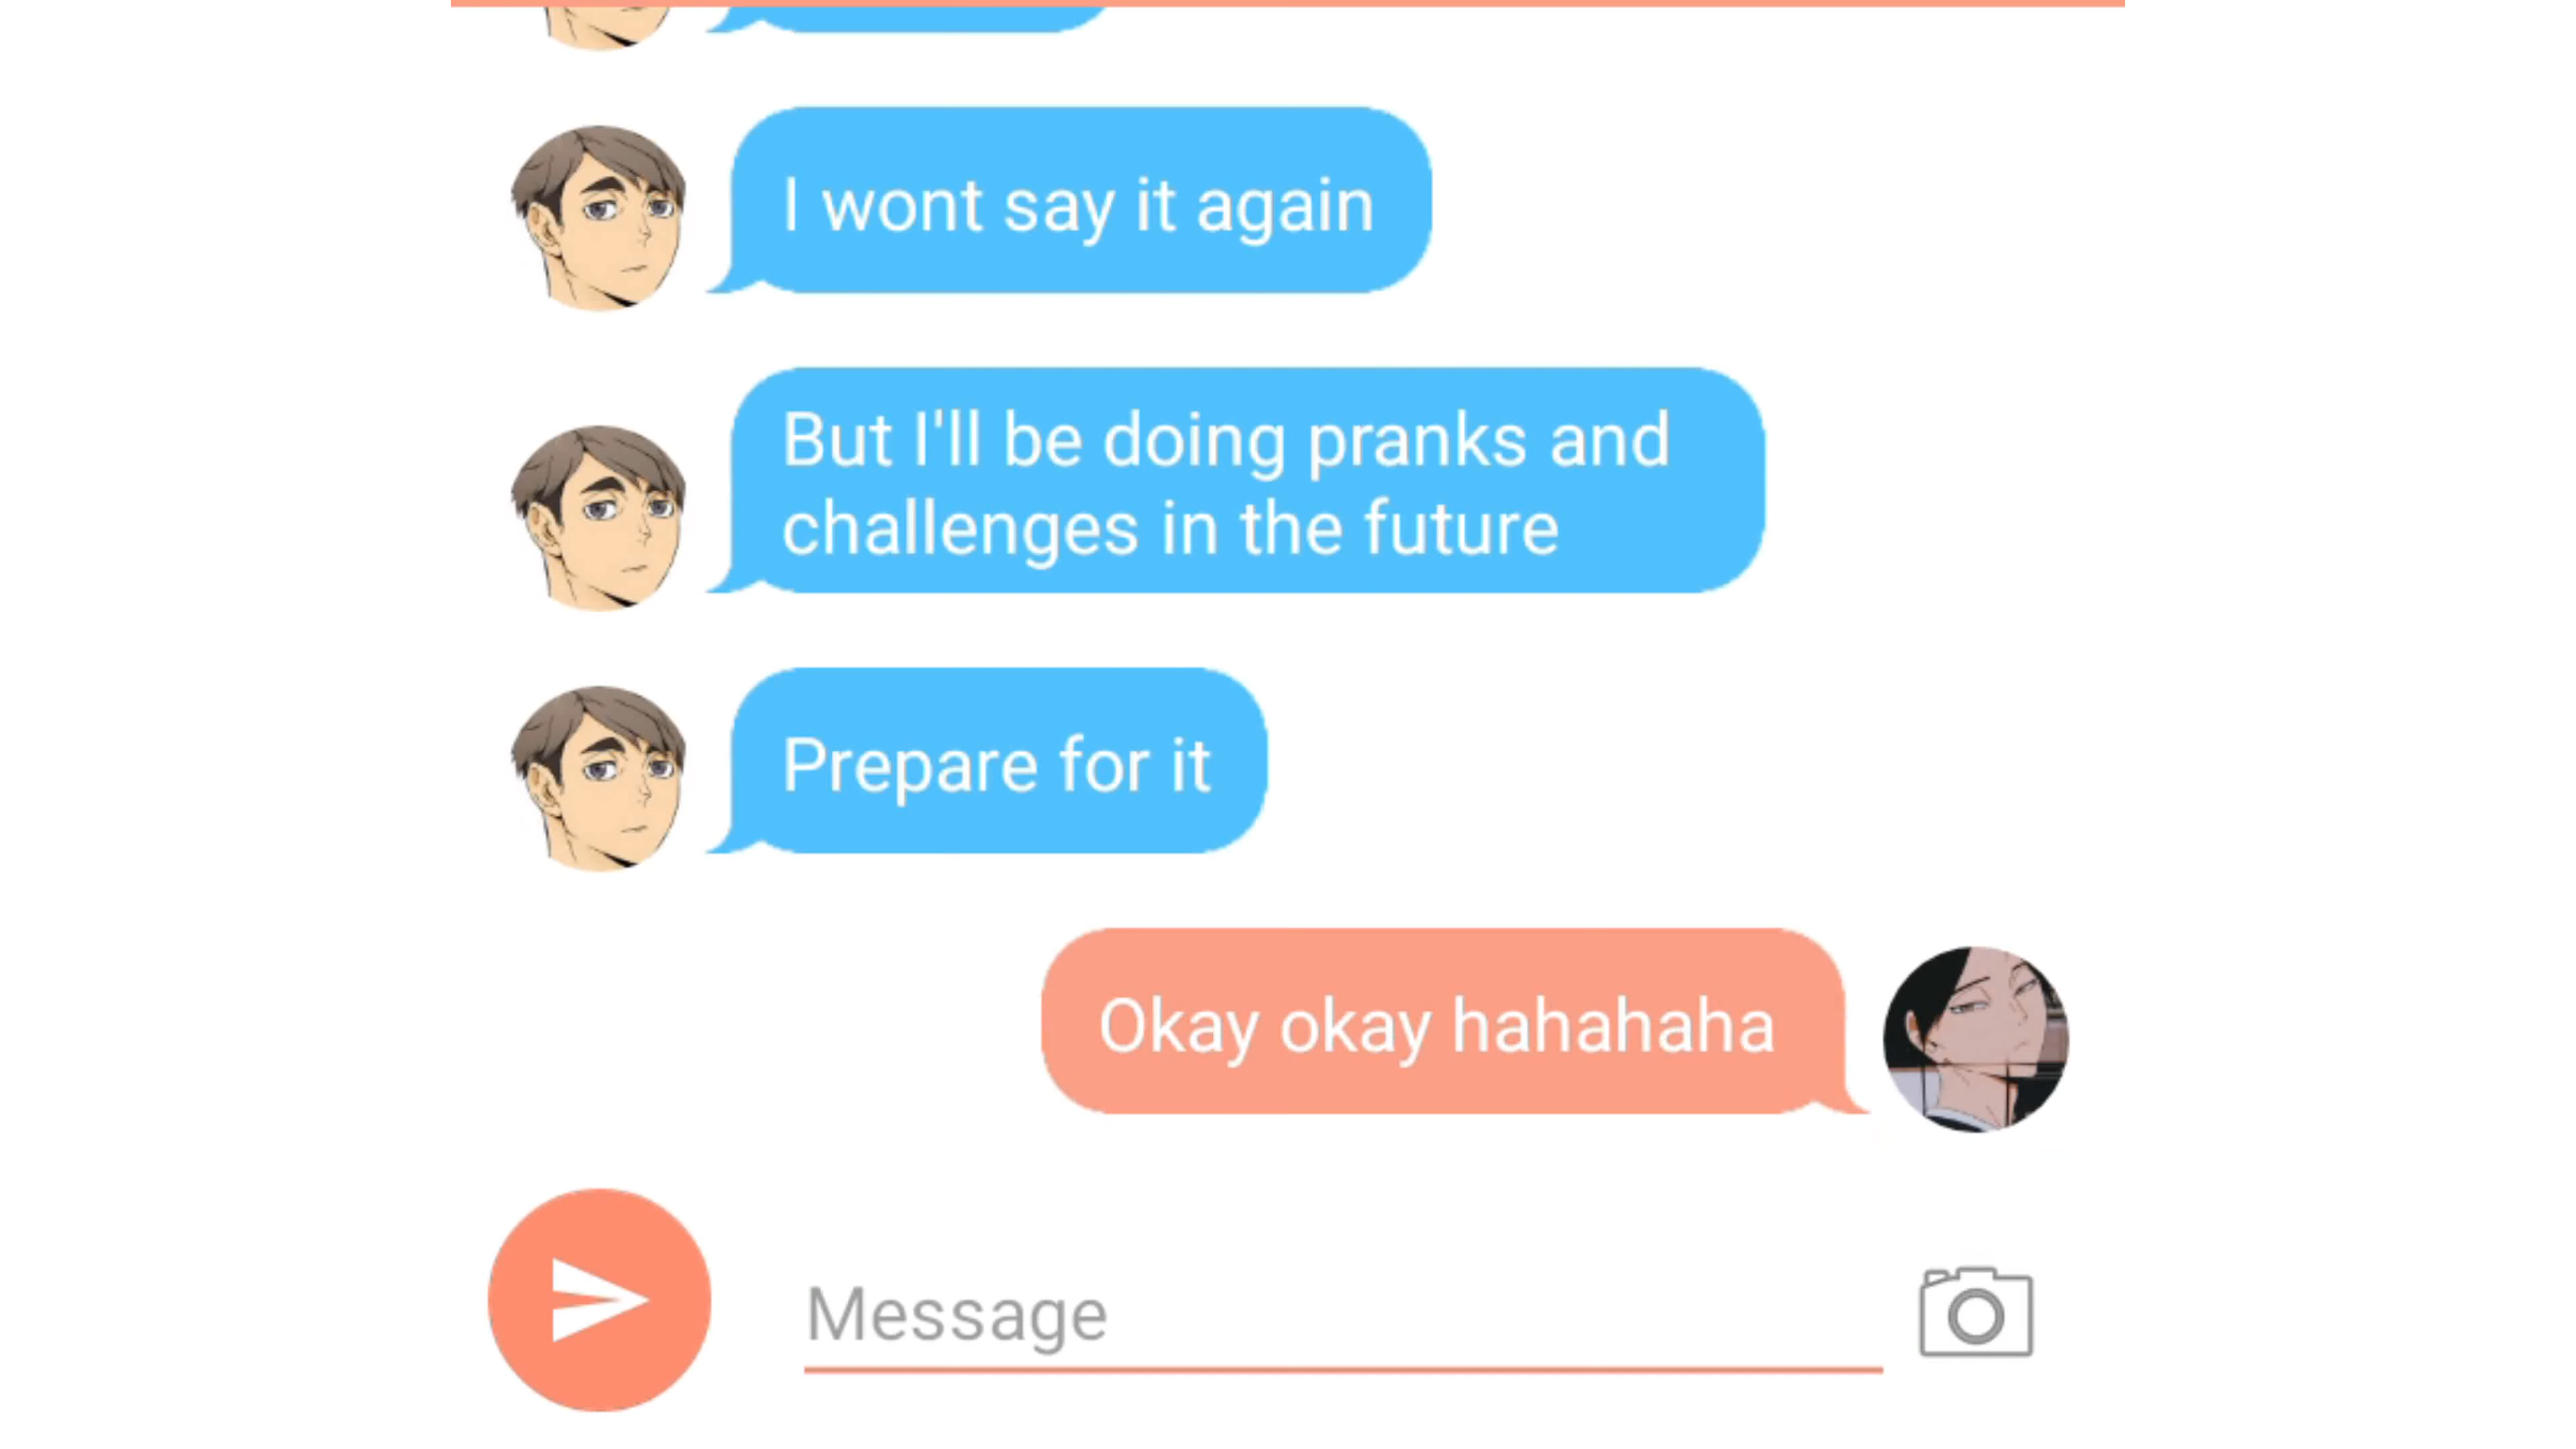 I wont say it again
But I'll be doing pranks and
challenges in the future
Prepare for it
Okay okay hahahaha
Message